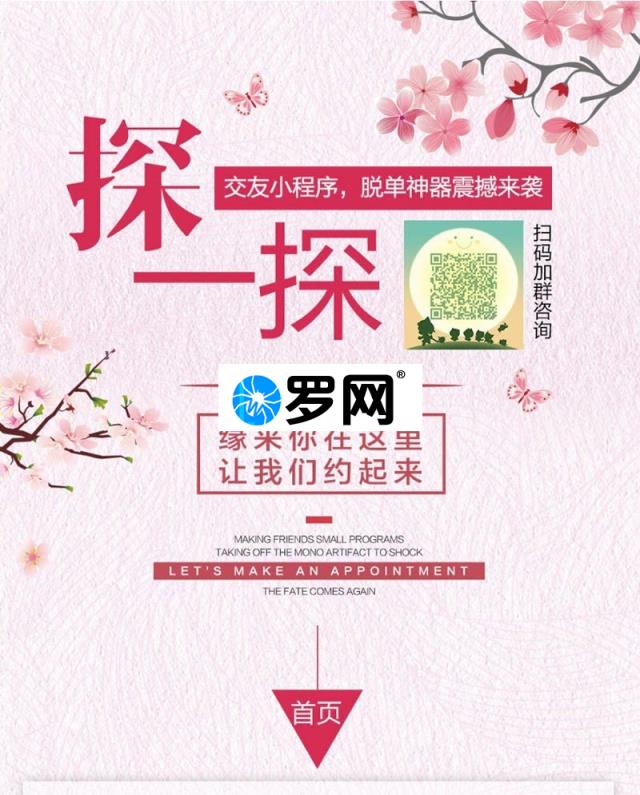 探一探
交友小程序，脱单神器震撼来袭
扫码加群咨询
罗网®
缘来你在这里
让我们约起来
MAKING FRIENDS SMALL PROGRAMS
TAKING OFF THE MONO ARTIFACT TO SHOCK
LET'S MAKE AN APPOINTMENT
THE FATE COMES AGAIN
首页